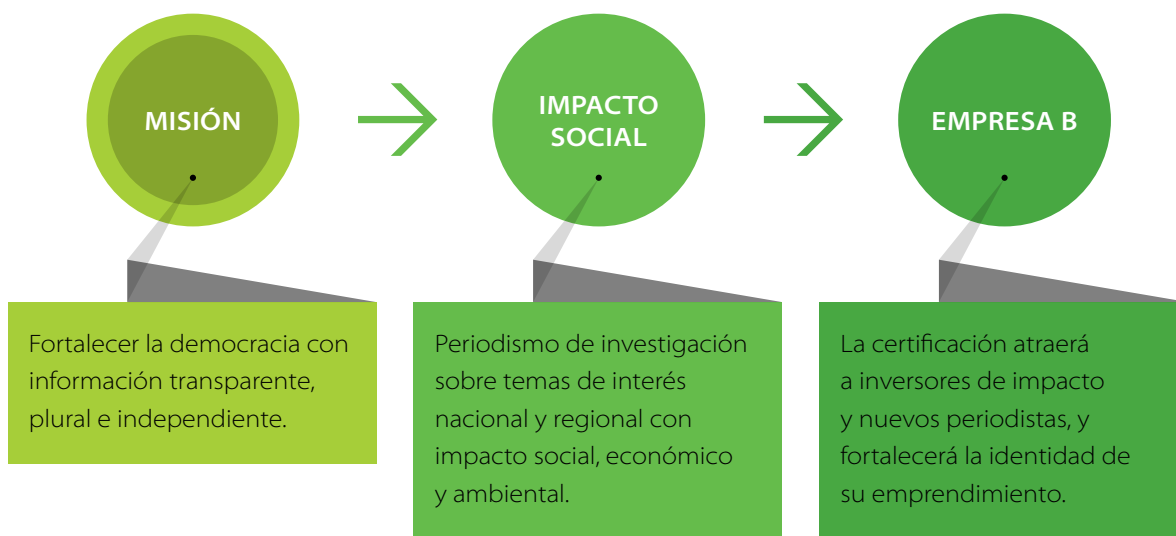 MISIÓN
IMPACTO
SOCIAL
EMPRESA B
Fortalecer la democracia con
información transparente,
plural e independiente.
Periodismo de investigación
sobre temas de interés
nacional y regional con
impacto social, económico
y ambiental.
La certificación atraerá
a inversores de impacto
y nuevos periodistas, y
fortalecerá la identidad de
su emprendimiento.